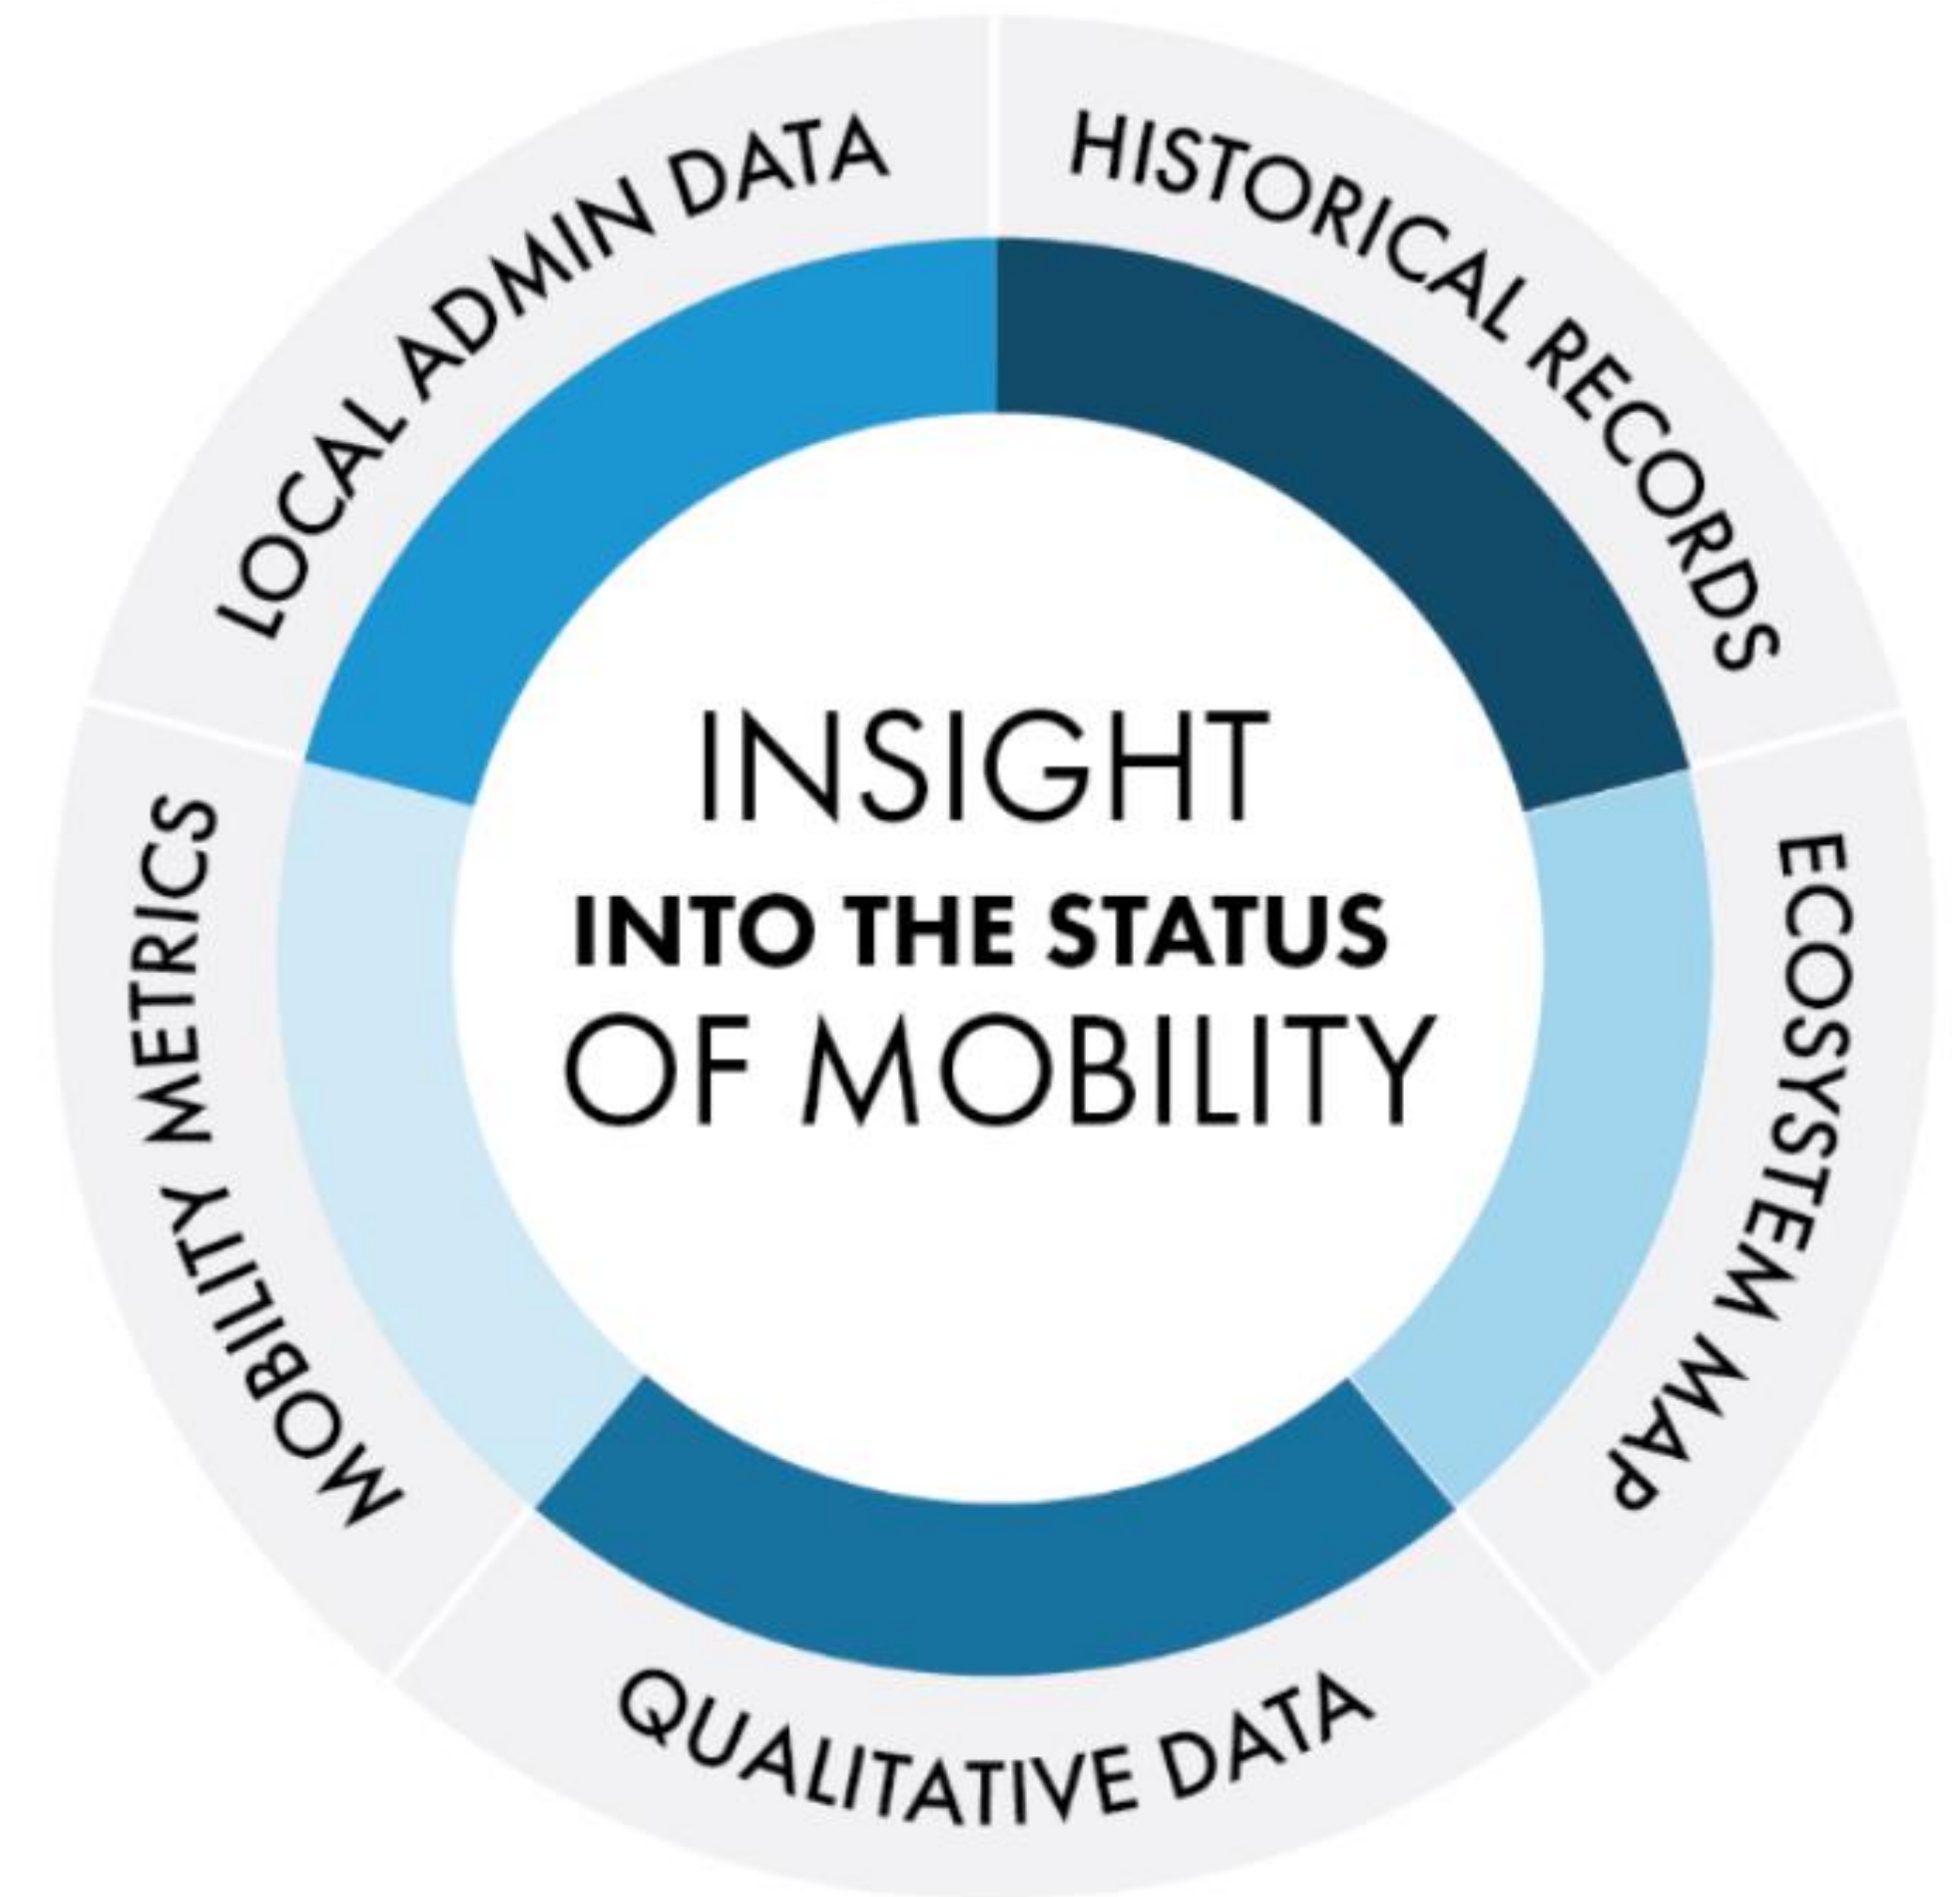 INSIGHT
INTO THE STATUS
OF MOBILITY
HISTORICAL RECORDS
ECOSYSTEM MAP
QUALITATIVE DATA
MOBILITY METRICS
LOCAL ADMIN DATA